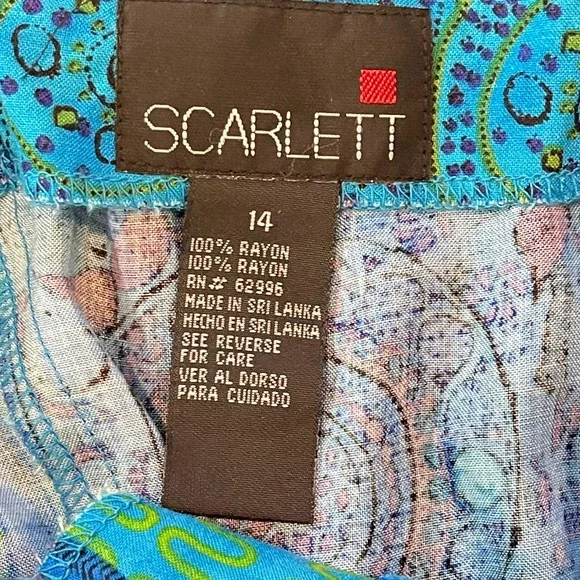 SCARLETT
14
100% RAYON
100% RAYON
RN# 62996
MADE IN SRI LANKA
HECHO EN SRI LANKA
SEE REVERSE
FOR CARE
VER AL DORSO
PARA CUIDADO